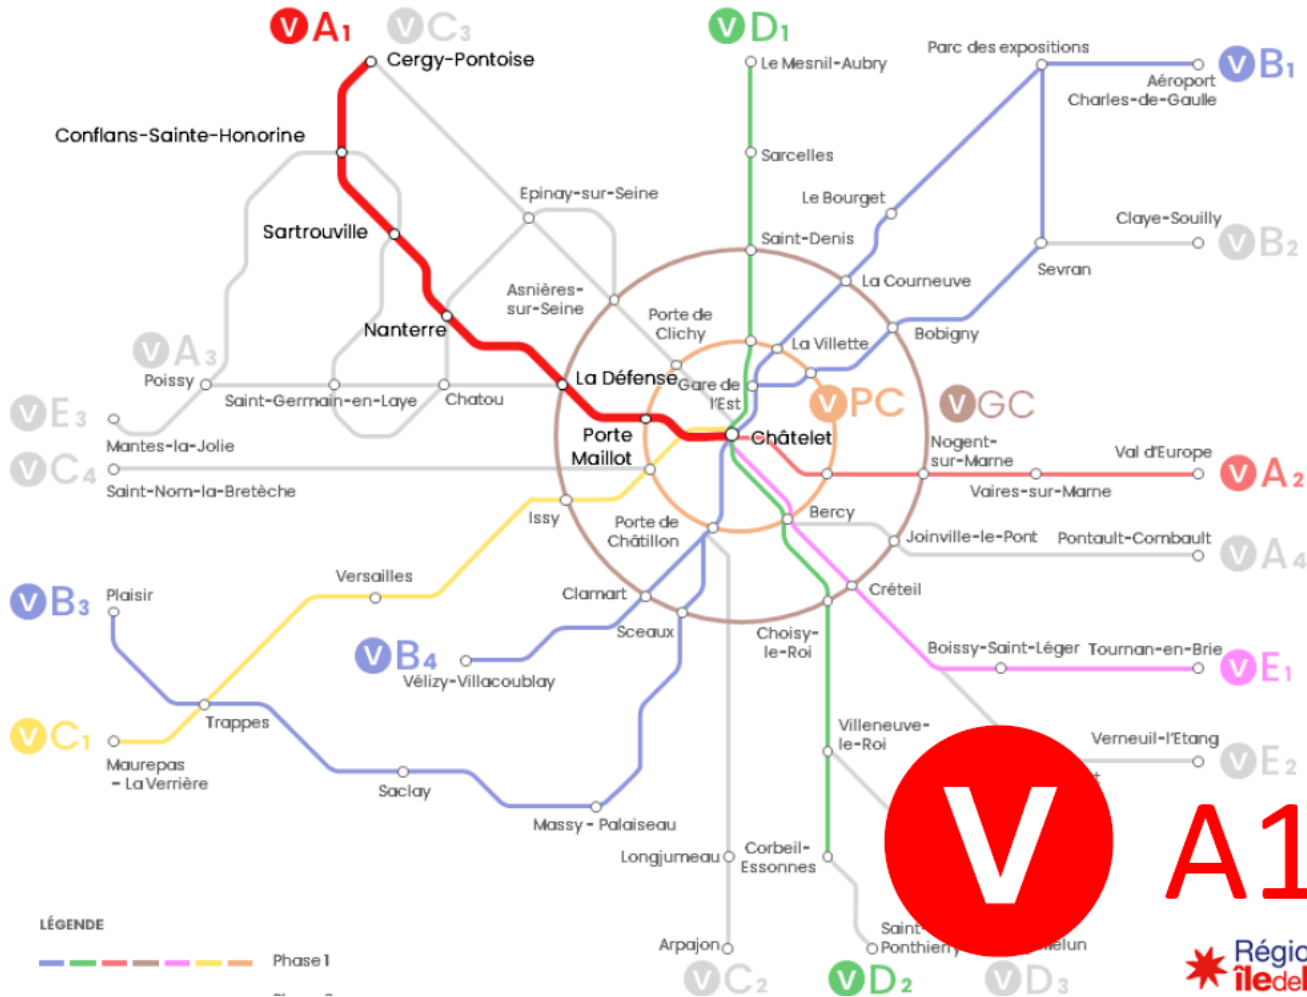 V A1
V C3
Cergy-Pontoise
V D1
Le Mesnil-Aubry
Parc des expositions
V B1
Aéroport
Charles-de-Gaulle
Conflans-Sainte-Honorine
Sarcelles
Epinay-sur-Seine
Le Bourget
Claye-Souilly
V B2
Sartrouville
Saint-Denis
Sevran
La Courneuve
Asnières-
sur-Seine
Porte de
Clichy
Nanterre
La Villette
Bobigny
V A3
Poissy
La Défense
Gare de
l'Est
Saint-Germain-en-Laye
Chatou
V PC
V GC
V E3
Mantes-la-Jolie
Porte
Maillot
Châtelet
Nogent-
sur-Marne
Val d'Europe
V A2
V C4
Saint-Nom-la-Bretèche
Vaires-sur-Marne
Issy
Bercy
Porte de
Châtillon
Joinville-le-Pont
Pontault-Combault
V A4
Versailles
V B3
Plaisir
Clamart
Créteil
Sceaux
Choisy-
le-Roi
V B4
Vélizy-Villacoublay
Boissy-Saint-Léger
Tournan-en-Brie
V E1
Trappes
V C1
Maurepas
- La Verrière
Villeneuve-
le-Roi
Verneuil-l'Etang
V E2
t
Saclay
Massy - Palaiseau
V
A1
Longjumeau
Corbeil-
Essonnes
LÉGENDE
Phase 1
Arpajon
Saint-
Ponthierry
elun
V C2
V D2
V D3
Régio
îledel